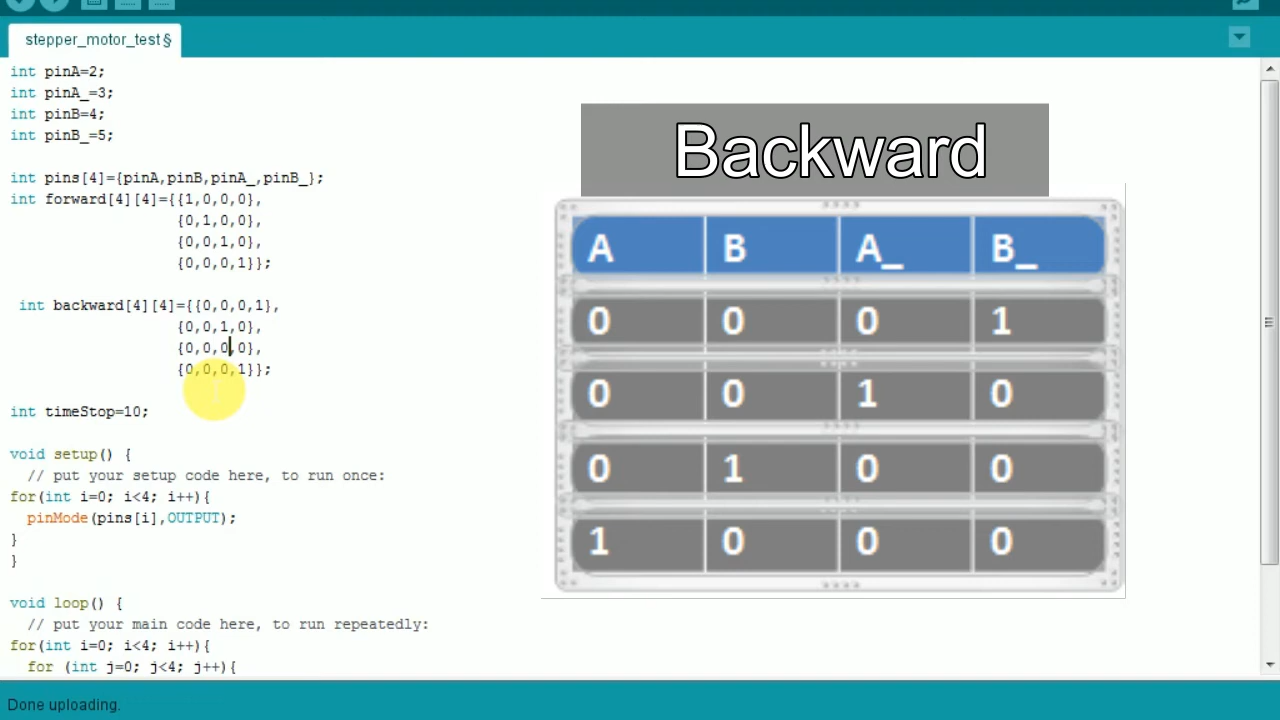 stepper_motor_test§
int pinA=2;
int pinA_=3;
int pinB=4;
int pinB_=5;
int pins[4]={pinA,pinB,pinA_,pinB_};
int forward[4][4]={{1,0,0,0},
{0,1,0,0},
{0,0,1,0},
{0,0,0,1}};
int backward[4][4]={{0,0,0,1},
{0,0,1,0},
{0,0,0,0},
{0,0,0,1}};
int timeStop=10;
void setup() {
// put your setup code here, to run once:
for(int i=0; i<4; i++){
pinMode(pins[i],OUTPUT);
}
}
void loop() {
// put your main code here, to run repeatedly:
for(int i=0; i<4; i++){
for (int j=0; j<4; j++){
Backward
A B A_ B_
0 0 0 1
0 0 1 0
0 1 0 0
1 0 0 0
Done uploading.